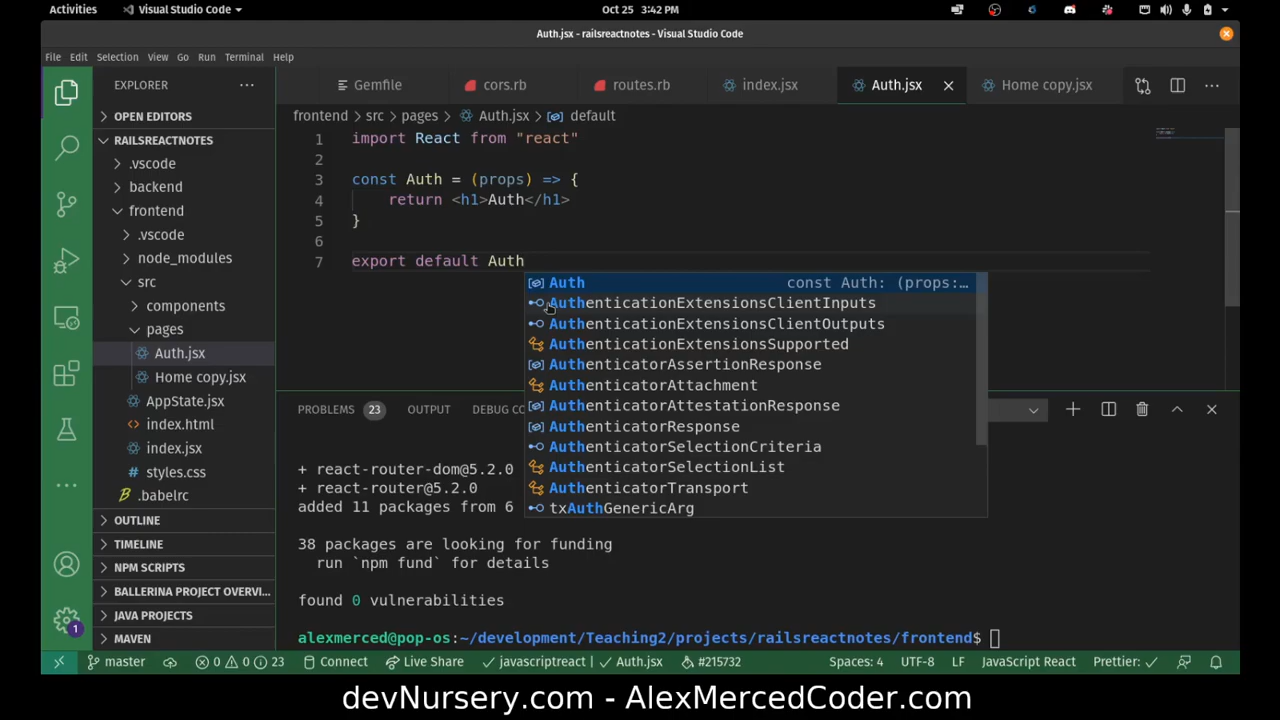 Activities
Visual Studio Code
Oct 25 3:42 PM
Auth.jsx - railsreactnotes - Visual Studio Code
File Edit Selection View Go Run Terminal Help
EXPLORER
Gemfile
cors.rb
routes.rb
index.jsx
Auth.jsx
Home copy.jsx
frontend > src > pages > Auth.jsx > default
OPEN EDITORS
RAILSREACTNOTES
.vscode
backend
frontend
.vscode
node_modules
src
components
pages
Auth.jsx
Home copy.jsx
AppState.jsx
index.html
index.jsx
styles.css
.babelrc
OUTLINE
TIMELINE
NPM SCRIPTS
BALLERINA PROJECT OVERVI...
JAVA PROJECTS
MAVEN
1
1 import React from "react"
2
3 const Auth = (props) => {
4 return <h1>Auth</h1>
5 }
6
7 export default Auth
Auth const Auth: (props:...
AuthenticationExtensionsClientInputs
AuthenticationExtensionsClientOutputs
AuthenticationExtensionsSupported
AuthenticatorAssertionResponse
AuthenticatorAttachment
AuthenticatorAttestationResponse
AuthenticatorResponse
AuthenticatorSelectionCriteria
AuthenticatorSelectionList
AuthenticatorTransport
txAuthGenericArg
PROBLEMS 23 OUTPUT DEBUG CO
+ react-router-dom@5.2.0
+ react-router@5.2.0
added 11 packages from 6
38 packages are looking for funding
run `npm fund` for details
found 0 vulnerabilities
alexmerced@pop-os:~/development/Teaching2/projects/railsreactnotes/frontend$
master 0 0 23 Connect Live Share javascriptreact | Auth.jsx #215732 Spaces: 4 UTF-8 LF JavaScript React Prettier:
devNursery.com - AlexMercedCoder.com